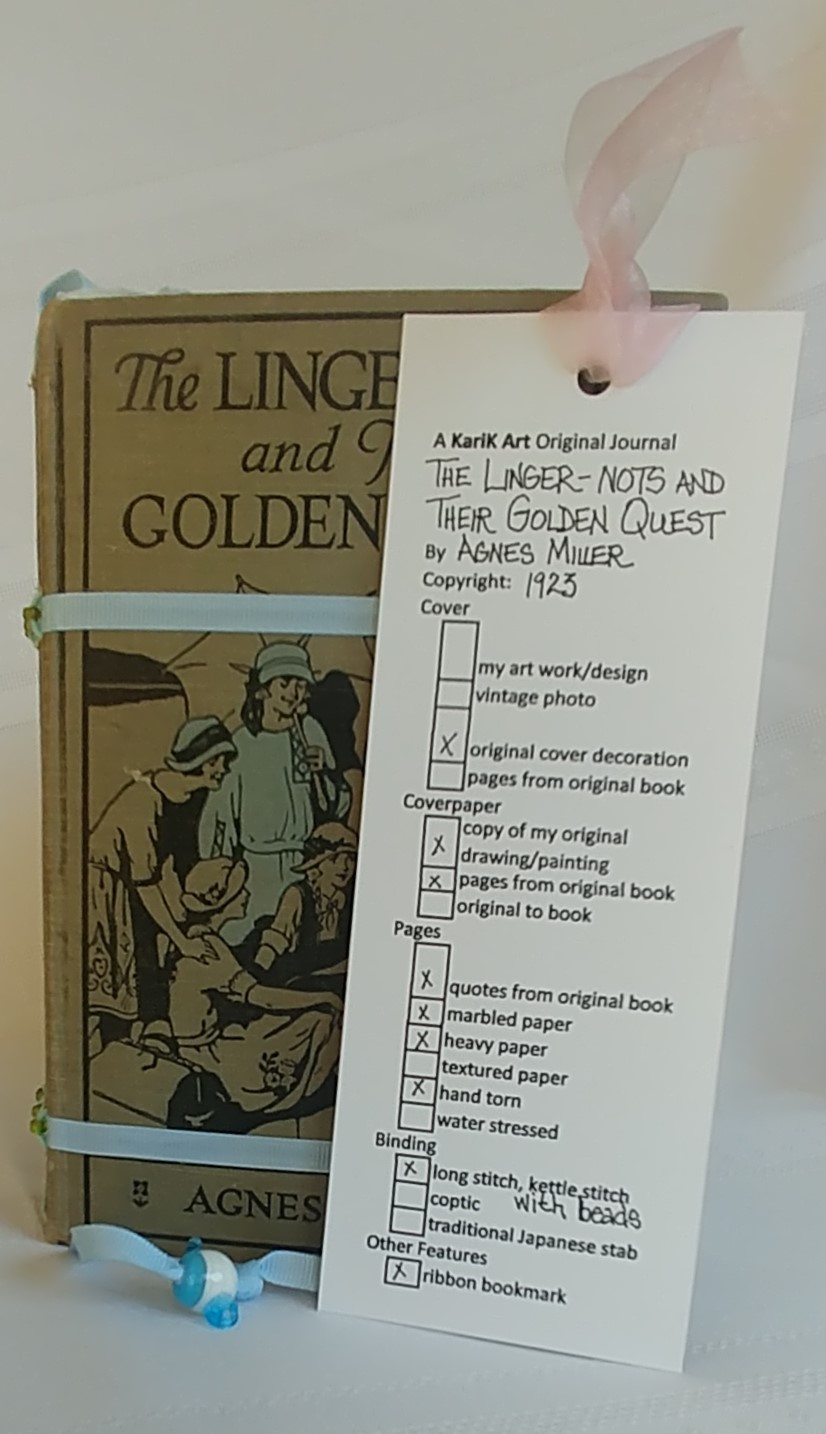 The LINGE
and
GOLDEN
AGNES
A KariK Art Original Journal
THE LINGER-NOTS AND
THEIR GOLDEN QUEST
By AGNES MILLER
Copyright: 1923
Cover
my art work/design
vintage photo
X original cover decoration
pages from original book
Coverpaper
X copy of my original
drawing/painting
X pages from original book
original to book
Pages
X quotes from original book
X marbled paper
X heavy paper
textured paper
X hand torn
water stressed
Binding
X long stitch, kettle stitch
with beads
coptic
traditional Japanese stab
Other Features
X ribbon bookmark